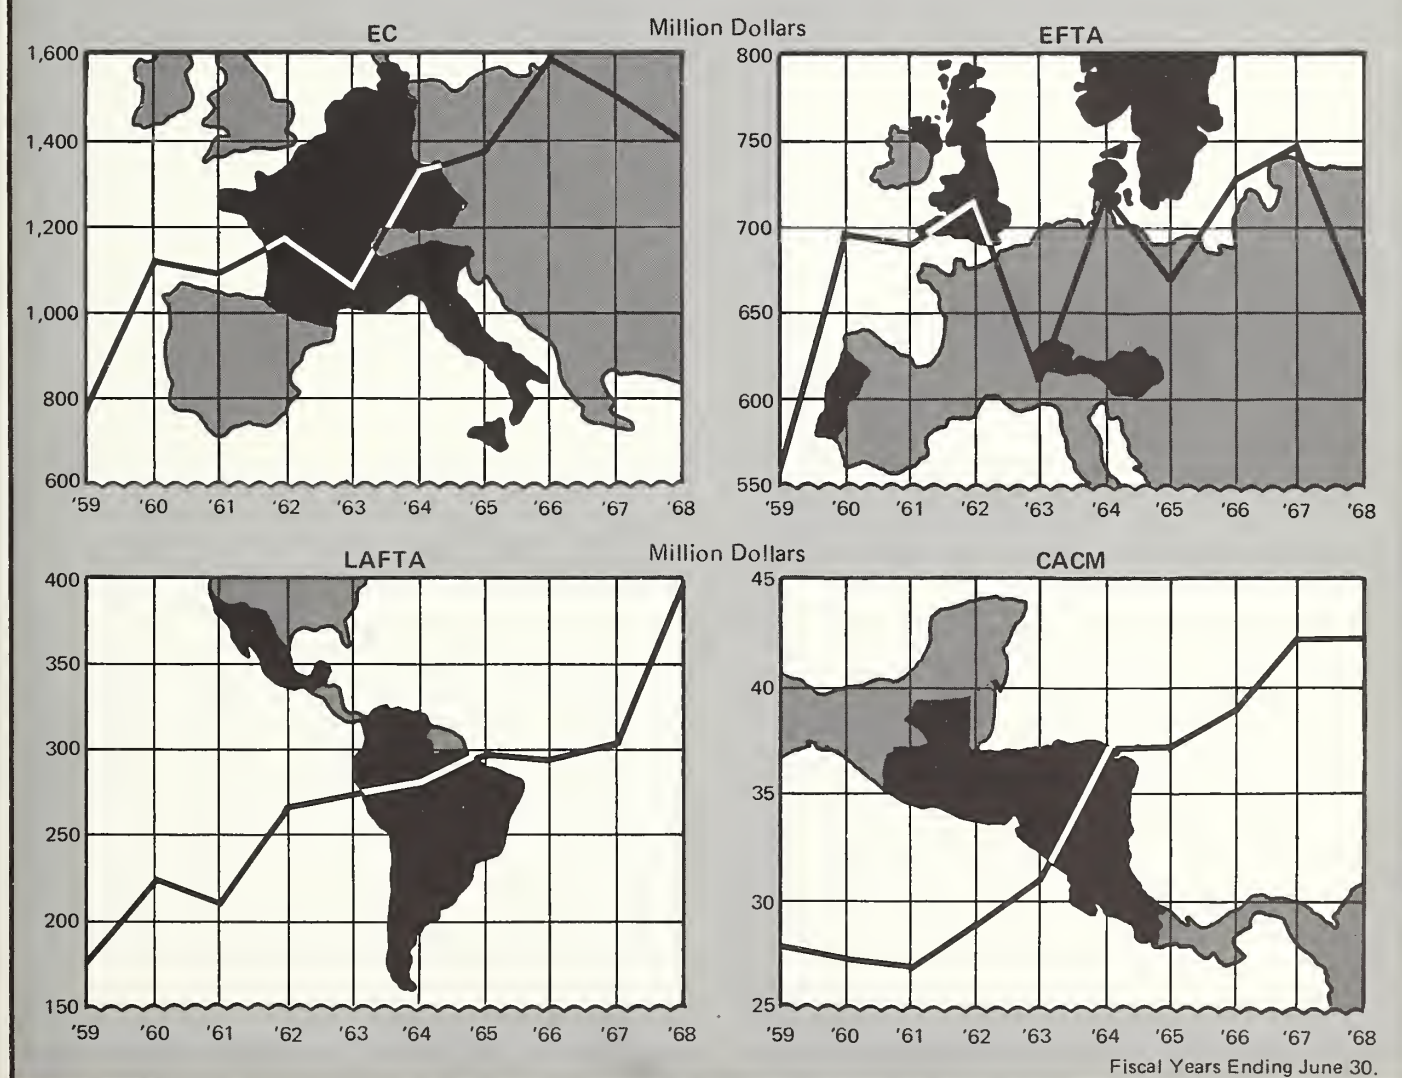 Million Dollars
EC
EFTA
1,600
1,400
1,200
1,000
800
600
'59 '60 '61 '62 '63 '64 '65 '66 '67 '68
800
750
700
650
600
550
'59 '60 '61 '62 '63 '64 '65 '66 '67 '68
Million Dollars
LAFTA
CACM
400
350
300
250
200
150
'59 '60 '61 '62 '63 '64 '65 '66 '67 '68
45
40
35
30
25
'59 '60 '61 '62 '63 '64 '65 '66 '67 '68
Fiscal Years Ending June 30.